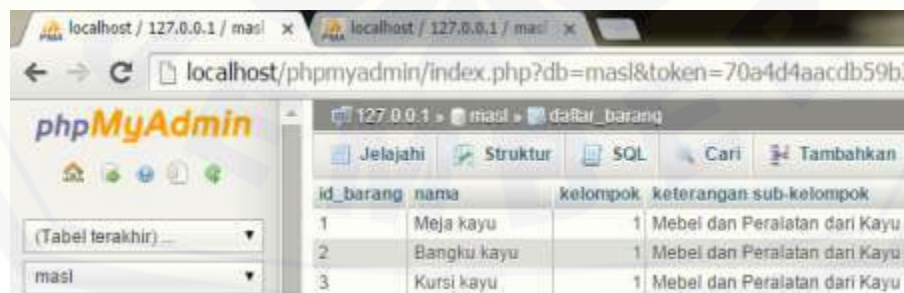 localhost / 127.0.0.1 / masl × localhost / 127.0.0.1 / masl ×
localhost/phpmyadmin/index.php?db=masl&token=70a4d4aacdb59b
phpMyAdmin
(Tabel terakhir) ...
masl
127.0.0.1 » masl » daftar_barang
Jelajahi Struktur SQL Cari Tambahkan
id_barang nama kelompok keterangan sub-kelompok
1 Meja kayu 1 Mebel dan Peralatan dari Kayu
2 Bangku kayu 1 Mebel dan Peralatan dari Kayu
3 Kursi kayu 1 Mebel dan Peralatan dari Kayu